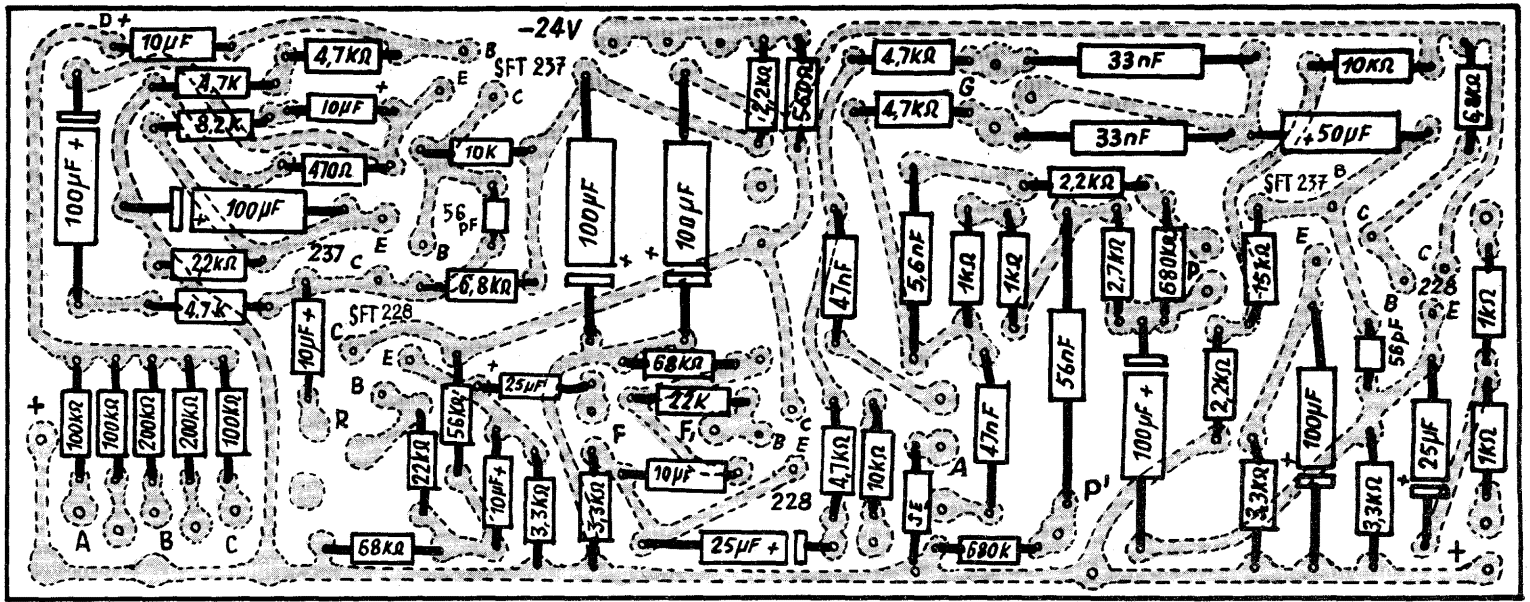 D +
10µF
4,7KΩ
B
-24V
4,7K
E
SFT 237
C
10µF
+
8,2K
10K
470Ω
100µF +
+
100µF
56
pF
B
E
237
C
22KΩ
4,7K
6,8KΩ
SFT 228
100µF
+
100µF
+
2,2KΩ
560Ω
4,7KΩ
G
4,7KΩ
33nF
33nF
10KΩ
+50µF
6,8KΩ
2,2KΩ
SFT 237
B
C
E
C
228
B
E
47nF
5,6nF
1KΩ
1KΩ
2,7KΩ
680KΩ
P
15KΩ
1KΩ
10µF+
C
E
B
R
25µF
+
68KΩ
22K
F
F,
B
C
E
56nF
2,2KΩ
56pF
+
100KΩ
100KΩ
200KΩ
200KΩ
100KΩ
22KΩ
56KΩ
10µF+
3,3KΩ
3,3KΩ
10µF
228
4,7KΩ
10KΩ
JE
A
47nF
P'
100µF+
3,3KΩ
100µF
+
3,3KΩ
25µF
+
1KΩ
A
B
C
68KΩ
25µF +
680K
+